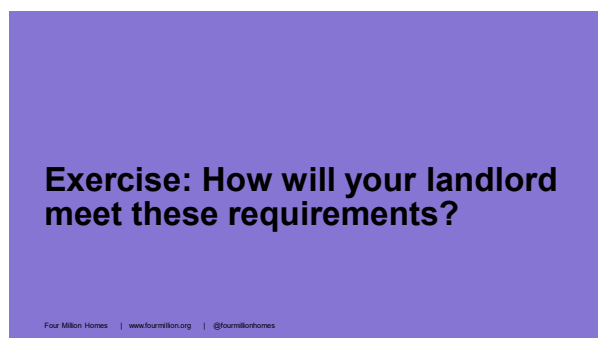 Exercise: How will your landlord
meet these requirements?
Four Million Homes | www.fourmillion.org | @fourmillionhomes